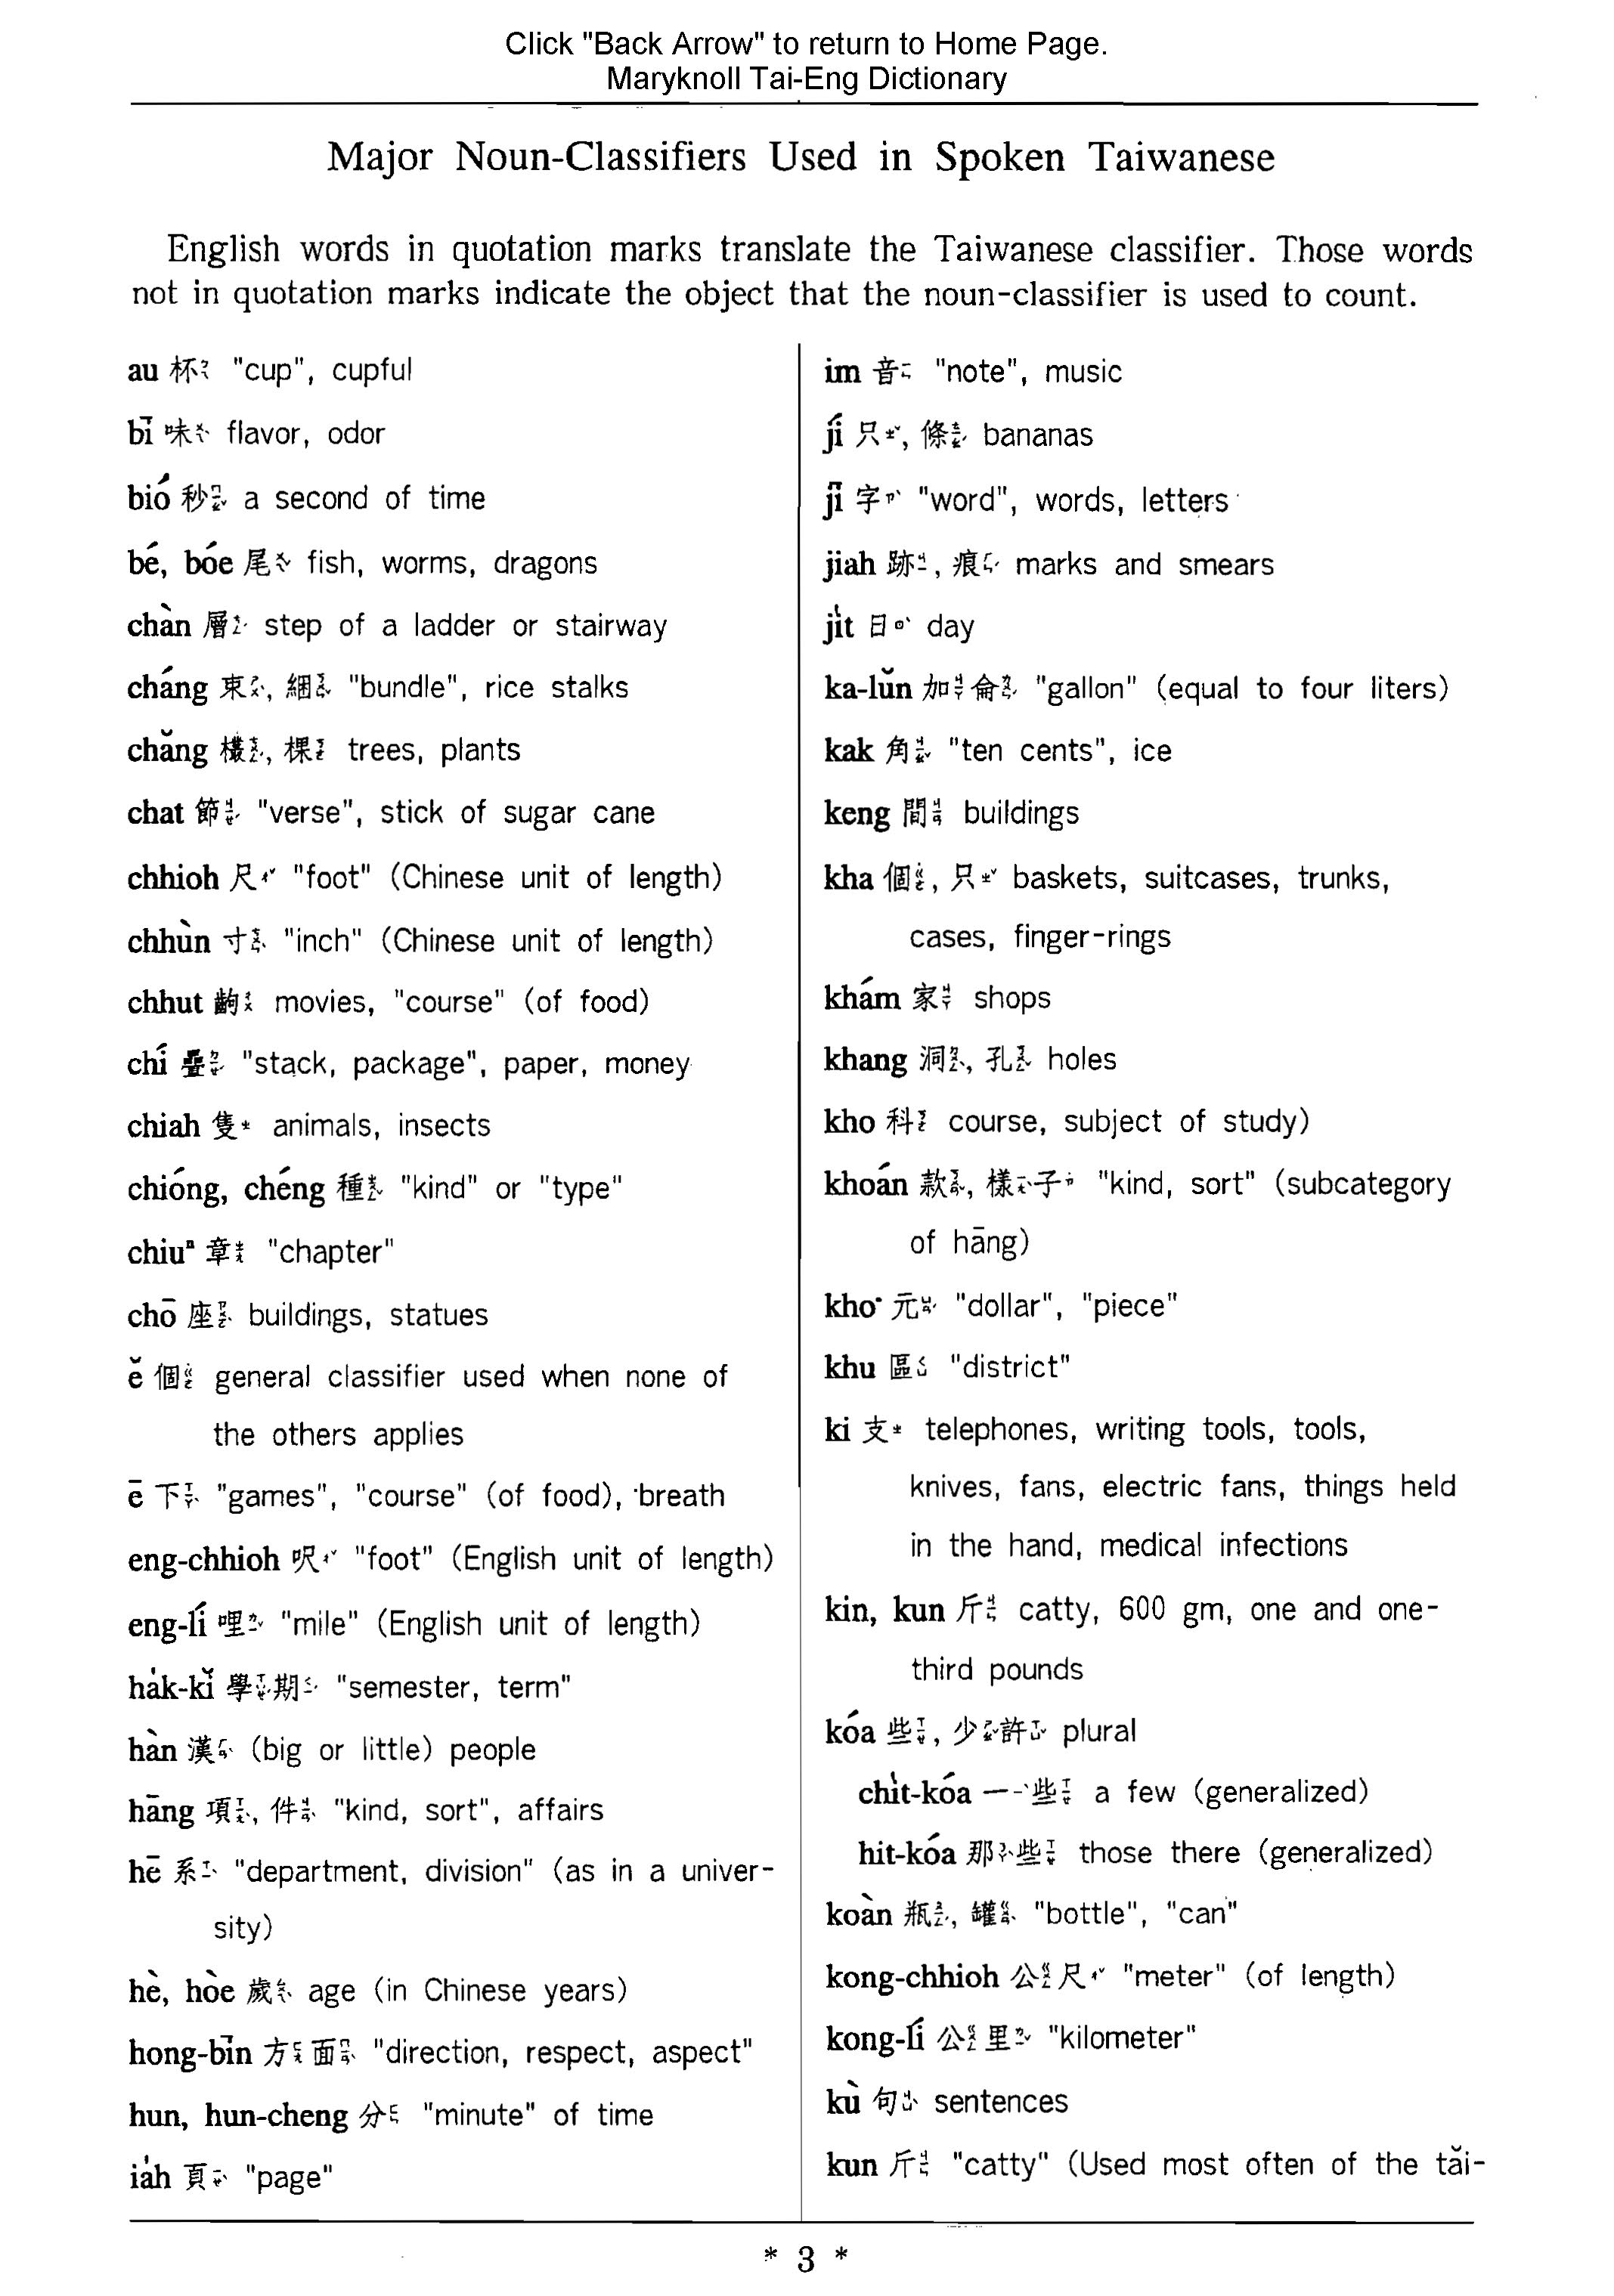 Click "Back Arrow" to return to Home Page.
Maryknoll Tai-Eng Dictionary
Major Noun-Classifiers Used in Spoken Taiwanese
English words in quotation marks translate the Taiwanese classifier. Those words
not in quotation marks indicate the object that the noun-classifier is used to count.
au 杯 "cup", cupful
bī 味 flavor, odor
bió 秒 a second of time
bé, bóe 尾 fish, worms, dragons
chàn 層 step of a ladder or stairway
cháng 束, 綑 "bundle", rice stalks
chăng 欉, 棵 trees, plants
chat 節 "verse", stick of sugar cane
chhioh 尺 "foot" (Chinese unit of length)
chhùn 寸 "inch" (Chinese unit of length)
chhut 齣 movies, "course" (of food)
chí 疊 "stack, package", paper, money
chiah 隻 animals, insects
chióng, chéng 種 "kind" or "type"
chiuⁿ 章 "chapter"
chō 座 buildings, statues
ĕ 個 general classifier used when none of
the others applies
ē 下 "games", "course" (of food), breath
eng-chhioh 呎 "foot" (English unit of length)
eng-lí 哩 "mile" (English unit of length)
ha̍k-kĭ 學期 "semester, term"
hàn 漢 (big or little) people
hāng 項, 件 "kind, sort", affairs
hē 系 "department, division" (as in a univer-
sity)
hè, hòe 歲 age (in Chinese years)
hong-bīn 方面 "direction, respect, aspect"
hun, hun-cheng 分 "minute" of time
ia̍h 頁 "page"
im 音 "note", music
jí 只, 條 bananas
jī 字 "word", words, letters
jiah 跡, 痕 marks and smears
ji̍t 日 day
ka-lŭn 加侖 "gallon" (equal to four liters)
kak 角 "ten cents", ice
keng 間 buildings
kha 個, 只 baskets, suitcases, trunks,
cases, finger-rings
khám 家 shops
khang 洞, 孔 holes
kho 科 course, subject of study)
khoán 款, 樣子 "kind, sort" (subcategory
of hāng)
kho͘ 元 "dollar", "piece"
khu 區 "district"
ki 支 telephones, writing tools, tools,
knives, fans, electric fans, things held
in the hand, medical infections
kin, kun 斤 catty, 600 gm, one and one-
third pounds
kóa 些, 少許 plural
chi̍t-kóa 一些 a few (generalized)
hit-kóa 那些 those there (generalized)
koàn 瓶, 罐 "bottle", "can"
kong-chhioh 公尺 "meter" (of length)
kong-lí 公里 "kilometer"
kù 句 sentences
kun 斤 "catty" (Used most often of the tăi-
* 3 *